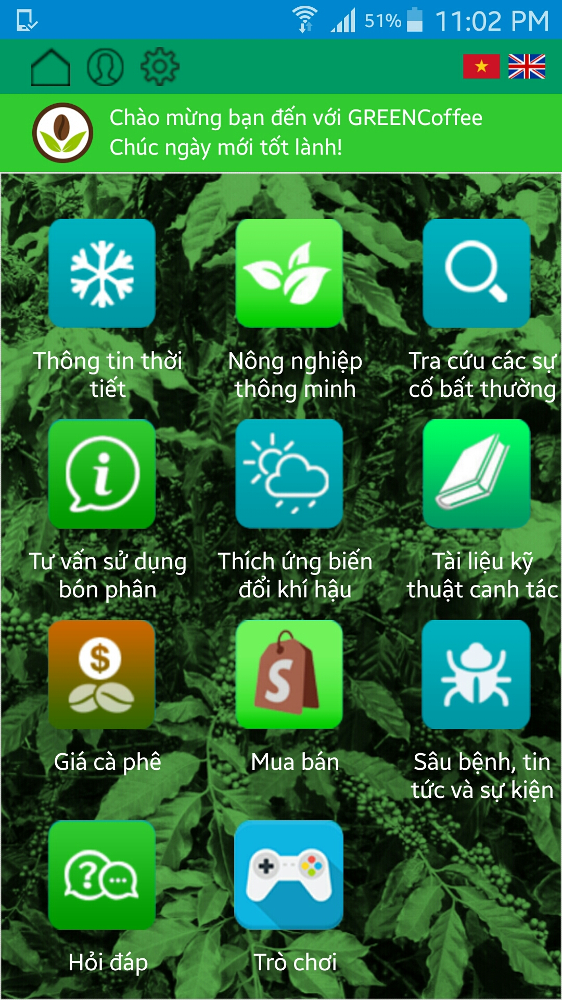 51% 11:02 PM
Chào mừng bạn đến với GREENCoffee
Chúc ngày mới tốt lành!
Thông tin thời
tiết
Nông nghiệp
thông minh
Tra cứu các sự
cố bất thường
Tư vấn sử dụng
bón phân
Thích ứng biến
đổi khí hậu
Tài liệu kỹ
thuật canh tác
$
S
Giá cà phê
Mua bán
Sâu bệnh, tin
tức và sự kiện
Hỏi đáp
Trò chơi